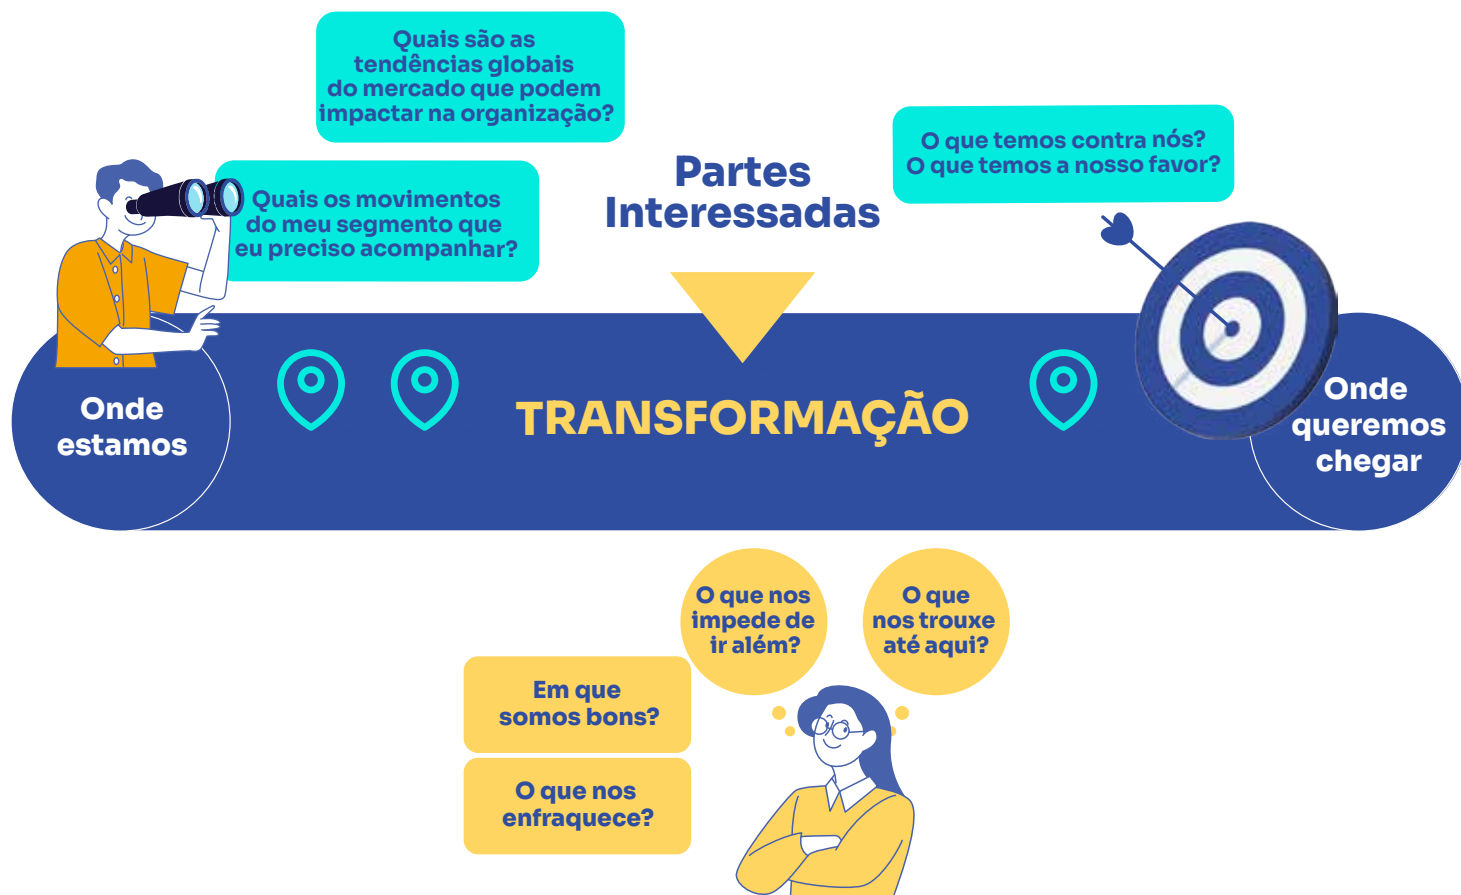 Quais são as
tendências globais
do mercado que podem
impactar na organização?
Quais os movimentos
do meu segmento que
eu preciso acompanhar?
Partes
Interessadas
O que temos contra nós?
O que temos a nosso favor?
Onde
estamos
TRANSFORMAÇÃO
Onde
queremos
chegar
O que nos
impede de
ir além?
O que
nos trouxe
até aqui?
Em que
somos bons?
O que nos
enfraquece?